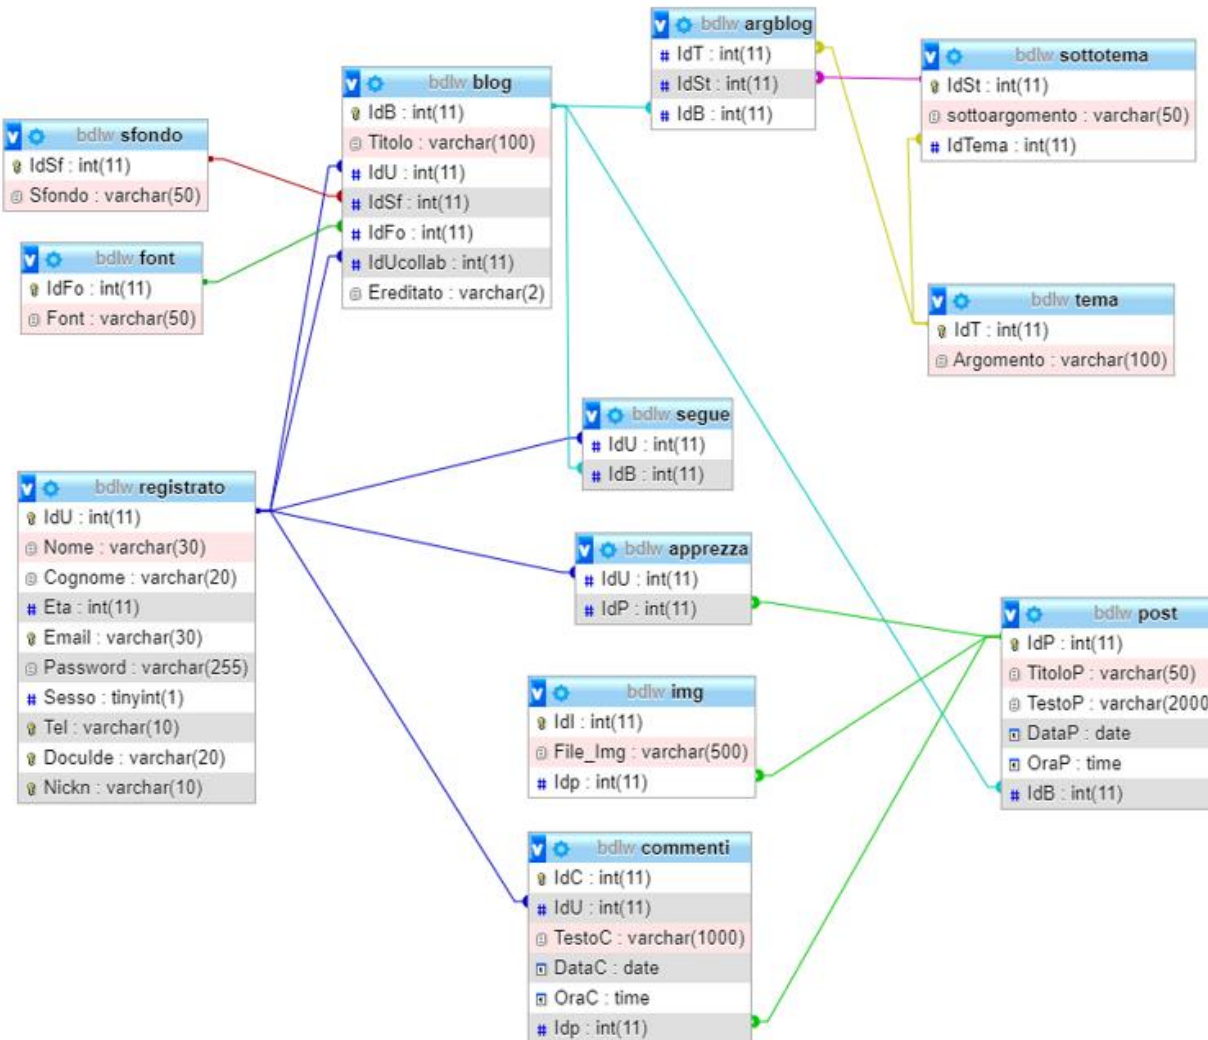 bdlw argblog
IdT : int(11)
IdSt : int(11)
IdB : int(11)
bdlw sottotema
IdSt : int(11)
sottoargomento : varchar(50)
IdTema : int(11)
bdlw blog
IdB : int(11)
Titolo : varchar(100)
IdU : int(11)
IdSf : int(11)
IdFo : int(11)
IdUcollab : int(11)
Ereditato : varchar(2)
bdlw sfondo
IdSf : int(11)
Sfondo : varchar(50)
bdlw font
IdFo : int(11)
Font : varchar(50)
bdlw tema
IdT : int(11)
Argomento : varchar(100)
bdlw segue
IdU : int(11)
IdB : int(11)
bdlw registrato
IdU : int(11)
Nome : varchar(30)
Cognome : varchar(20)
Eta : int(11)
Email : varchar(30)
Password : varchar(255)
Sesso : tinyint(1)
Tel : varchar(10)
DocuIde : varchar(20)
Nickn : varchar(10)
bdlw apprezza
IdU : int(11)
IdP : int(11)
bdlw post
IdP : int(11)
TitoloP : varchar(50)
TestoP : varchar(2000
DataP : date
OraP : time
IdB : int(11)
bdlw img
IdI : int(11)
File_Img : varchar(500)
Idp : int(11)
bdlw commenti
IdC : int(11)
IdU : int(11)
TestoC : varchar(1000)
DataC : date
OraC : time
Idp : int(11)